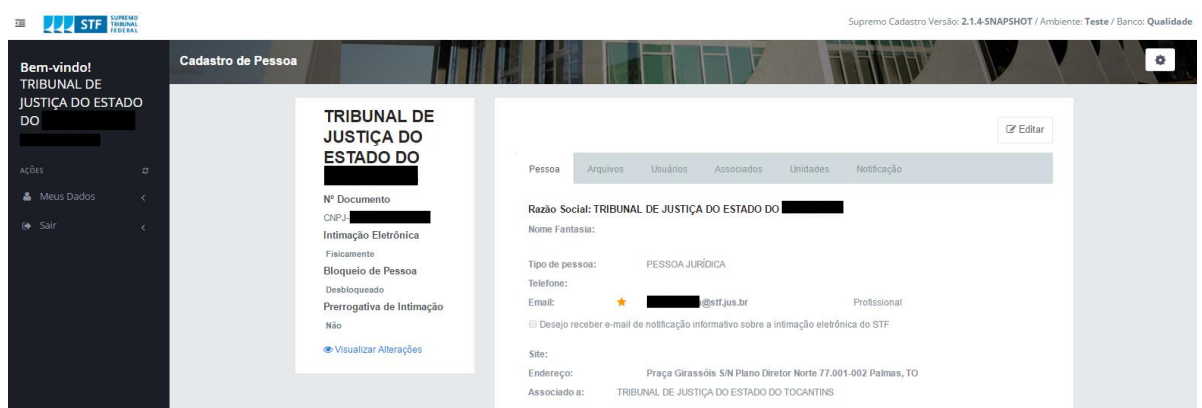 STF SUPREMO
TRIBUNAL
FEDERAL
Supremo Cadastro Versão: 2.1.4-SNAPSHOT / Ambiente: Teste / Banco: Qualidade
Bem-vindo!
TRIBUNAL DE
JUSTIÇA DO ESTADO
DO
AÇÕES
Meus Dados
Sair
Cadastro de Pessoa
TRIBUNAL DE
JUSTIÇA DO
ESTADO DO
Nº Documento
CNPJ-
Intimação Eletrônica
Fisicamente
Bloqueio de Pessoa
Desbloqueado
Prerrogativa de Intimação
Não
Visualizar Alterações
Editar
Pessoa Arquivos Usuários Associados Unidades Notificação
Razão Social: TRIBUNAL DE JUSTIÇA DO ESTADO DO
Nome Fantasia:
Tipo de pessoa: PESSOA JURÍDICA
Telefone:
Email: @stf.jus.br Profissional
Desejo receber e-mail de notificação informativo sobre a intimação eletrônica do STF
Site:
Endereço: Praça Girassóis S/N Plano Diretor Norte 77.001-002 Palmas, TO
Associado a: TRIBUNAL DE JUSTIÇA DO ESTADO DO TOCANTINS